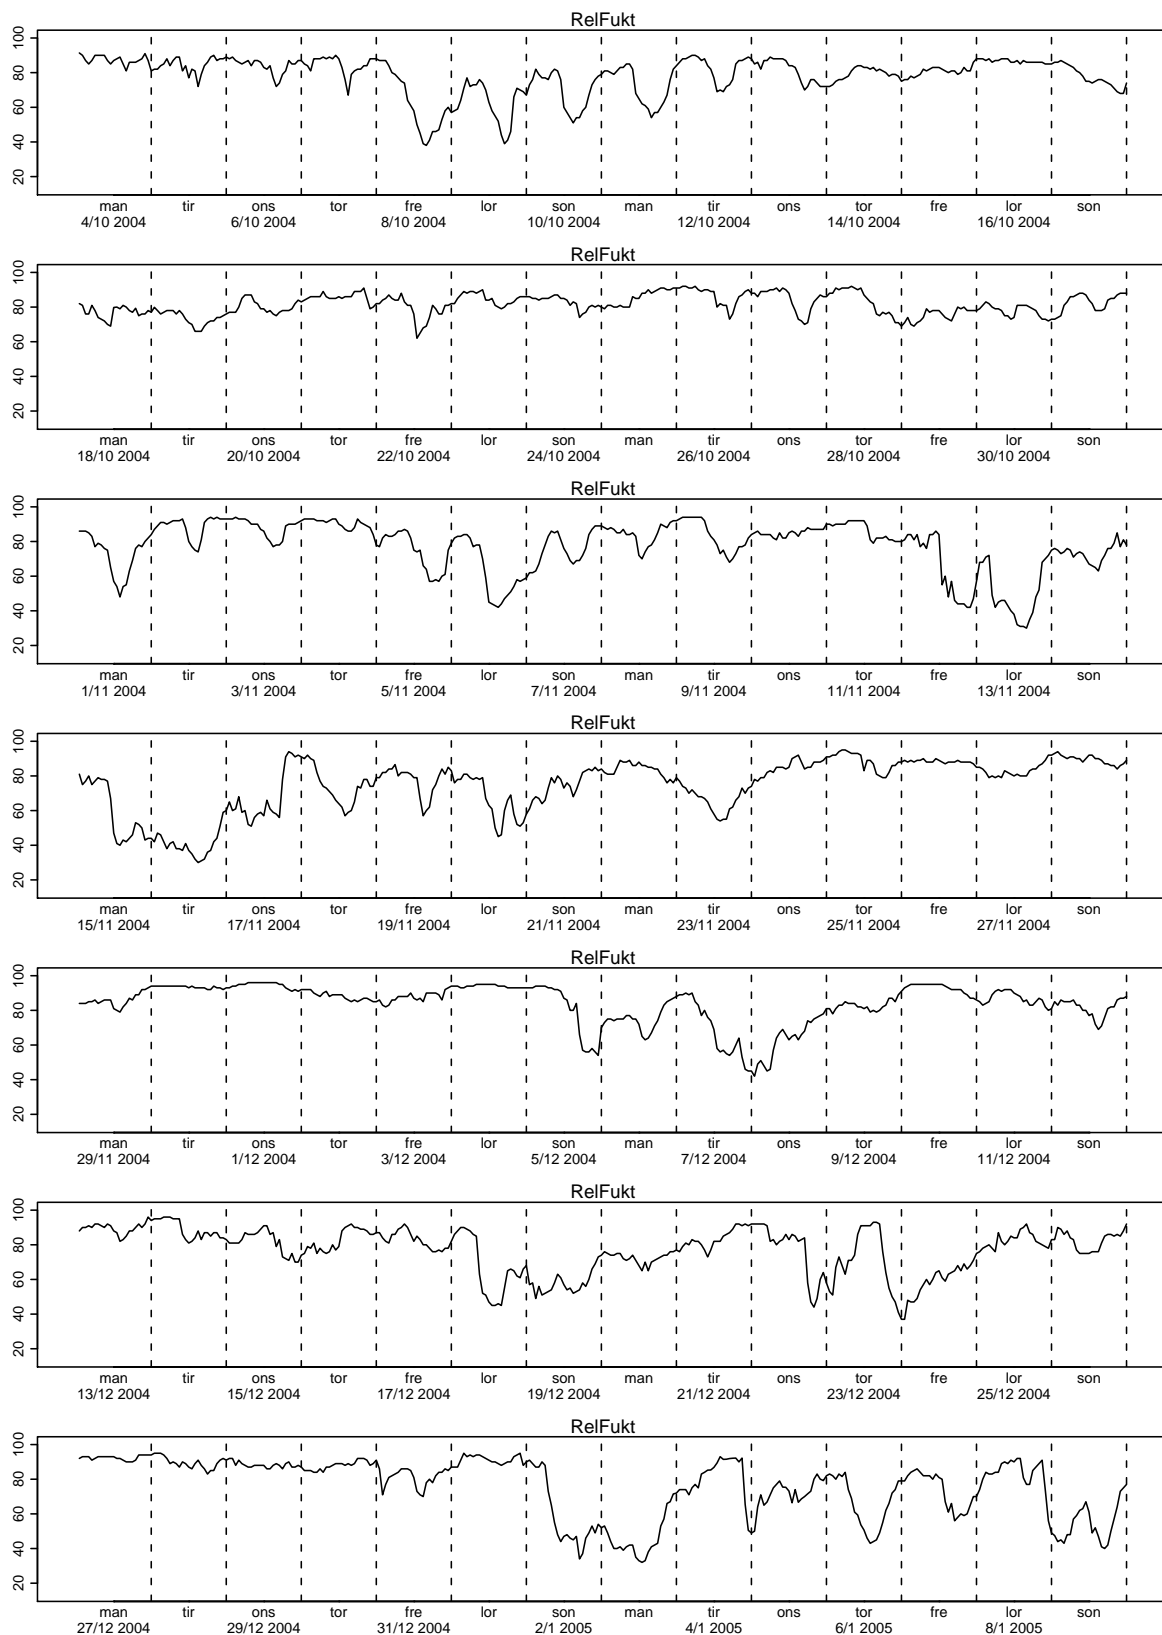 RelFukt
100
80
60
40
20
man tir ons tor fre lor son man tir ons tor fre lor son
4/10 2004 6/10 2004 8/10 2004 10/10 2004 12/10 2004 14/10 2004 16/10 2004
RelFukt
100
80
60
40
20
man tir ons tor fre lor son man tir ons tor fre lor son
18/10 2004 20/10 2004 22/10 2004 24/10 2004 26/10 2004 28/10 2004 30/10 2004
RelFukt
100
80
60
40
20
man tir ons tor fre lor son man tir ons tor fre lor son
1/11 2004 3/11 2004 5/11 2004 7/11 2004 9/11 2004 11/11 2004 13/11 2004
RelFukt
100
80
60
40
20
man tir ons tor fre lor son man tir ons tor fre lor son
15/11 2004 17/11 2004 19/11 2004 21/11 2004 23/11 2004 25/11 2004 27/11 2004
RelFukt
100
80
60
40
20
man tir ons tor fre lor son man tir ons tor fre lor son
29/11 2004 1/12 2004 3/12 2004 5/12 2004 7/12 2004 9/12 2004 11/12 2004
RelFukt
100
80
60
40
20
man tir ons tor fre lor son man tir ons tor fre lor son
13/12 2004 15/12 2004 17/12 2004 19/12 2004 21/12 2004 23/12 2004 25/12 2004
RelFukt
100
80
60
40
20
man tir ons tor fre lor son man tir ons tor fre lor son
27/12 2004 29/12 2004 31/12 2004 2/1 2005 4/1 2005 6/1 2005 8/1 2005